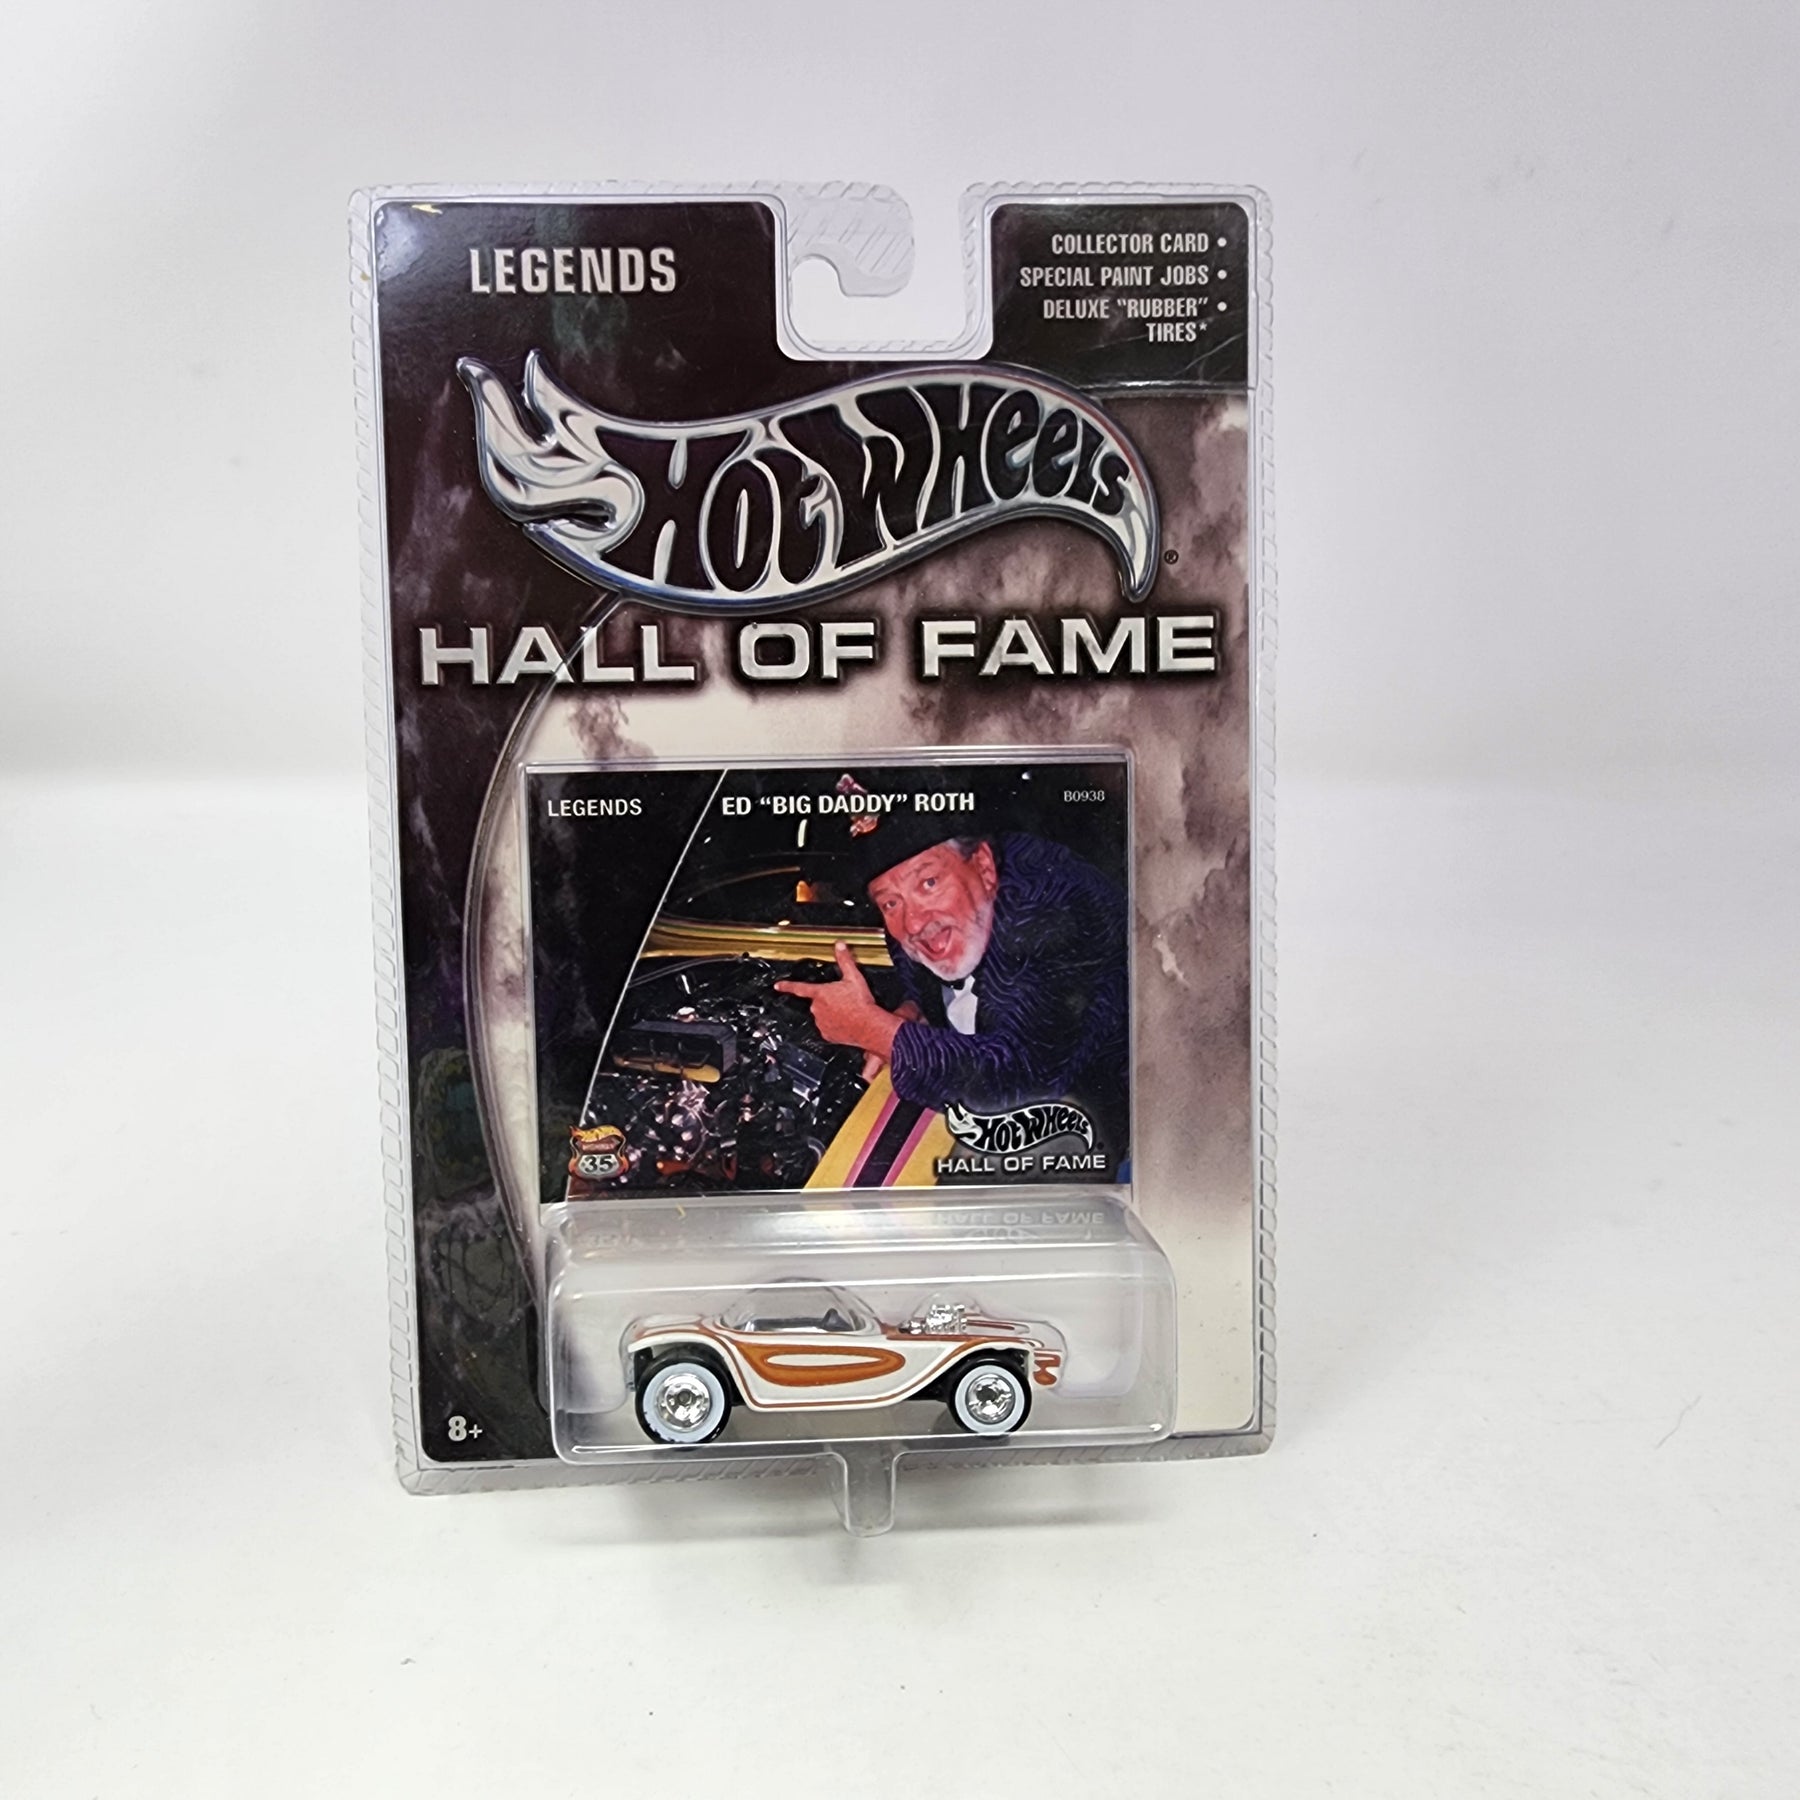 LEGENDS
COLLECTOR CARD •
SPECIAL PAINT JOBS •
DELUXE "RUBBER" •
TIRES*
HOT WHEELS
®
HALL OF FAME
LEGENDS
ED “BIG DADDY” ROTH
B0938
35
HOT WHEELS
HALL OF FAME
8+